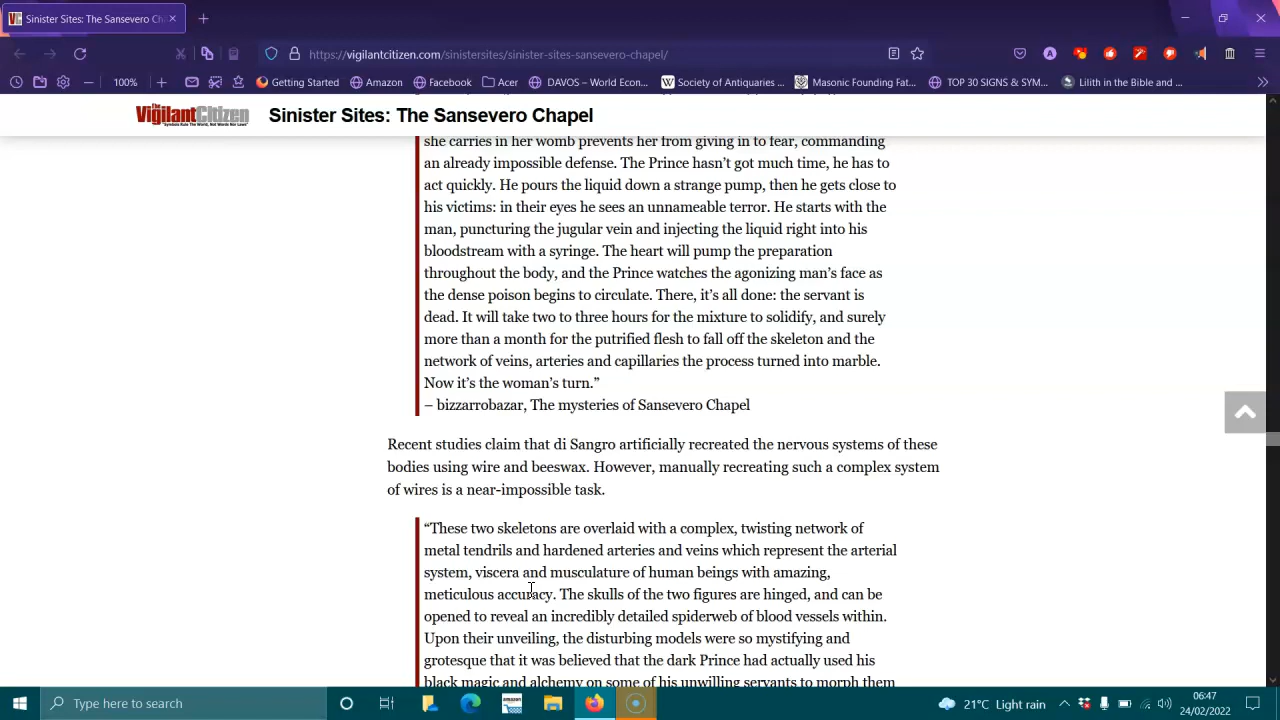 Sinister Sites: The Sansevero Ch
https://vigilantcitizen.com/sinistersites/sinister-sites-sansevero-chapel/
100%
Getting Started
Amazon
Facebook
Acer
DAVOS – World Econ...
Society of Antiquaries ...
Masonic Founding Fat...
TOP 30 SIGNS & SYM...
Lilith in the Bible and ...
The VigilantCitizen
Sinister Sites: The Sansevero Chapel
she carries in her womb prevents her from giving in to fear, commanding
an already impossible defense. The Prince hasn’t got much time, he has to
act quickly. He pours the liquid down a strange pump, then he gets close to
his victims: in their eyes he sees an unnameable terror. He starts with the
man, puncturing the jugular vein and injecting the liquid right into his
bloodstream with a syringe. The heart will pump the preparation
throughout the body, and the Prince watches the agonizing man’s face as
the dense poison begins to circulate. There, it’s all done: the servant is
dead. It will take two to three hours for the mixture to solidify, and surely
more than a month for the putrified flesh to fall off the skeleton and the
network of veins, arteries and capillaries the process turned into marble.
Now it’s the woman’s turn.”
– bizzarrobazar, The mysteries of Sansevero Chapel
Recent studies claim that di Sangro artificially recreated the nervous systems of these
bodies using wire and beeswax. However, manually recreating such a complex system
of wires is a near-impossible task.
“These two skeletons are overlaid with a complex, twisting network of
metal tendrils and hardened arteries and veins which represent the arterial
system, viscera and musculature of human beings with amazing,
meticulous accuracy. The skulls of the two figures are hinged, and can be
opened to reveal an incredibly detailed spiderweb of blood vessels within.
Upon their unveiling, the disturbing models were so mystifying and
grotesque that it was believed that the dark Prince had actually used his
black magic and alchemy on some of his unwilling servants to morph them
Type here to search
21°C Light rain
06:47
24/02/2022